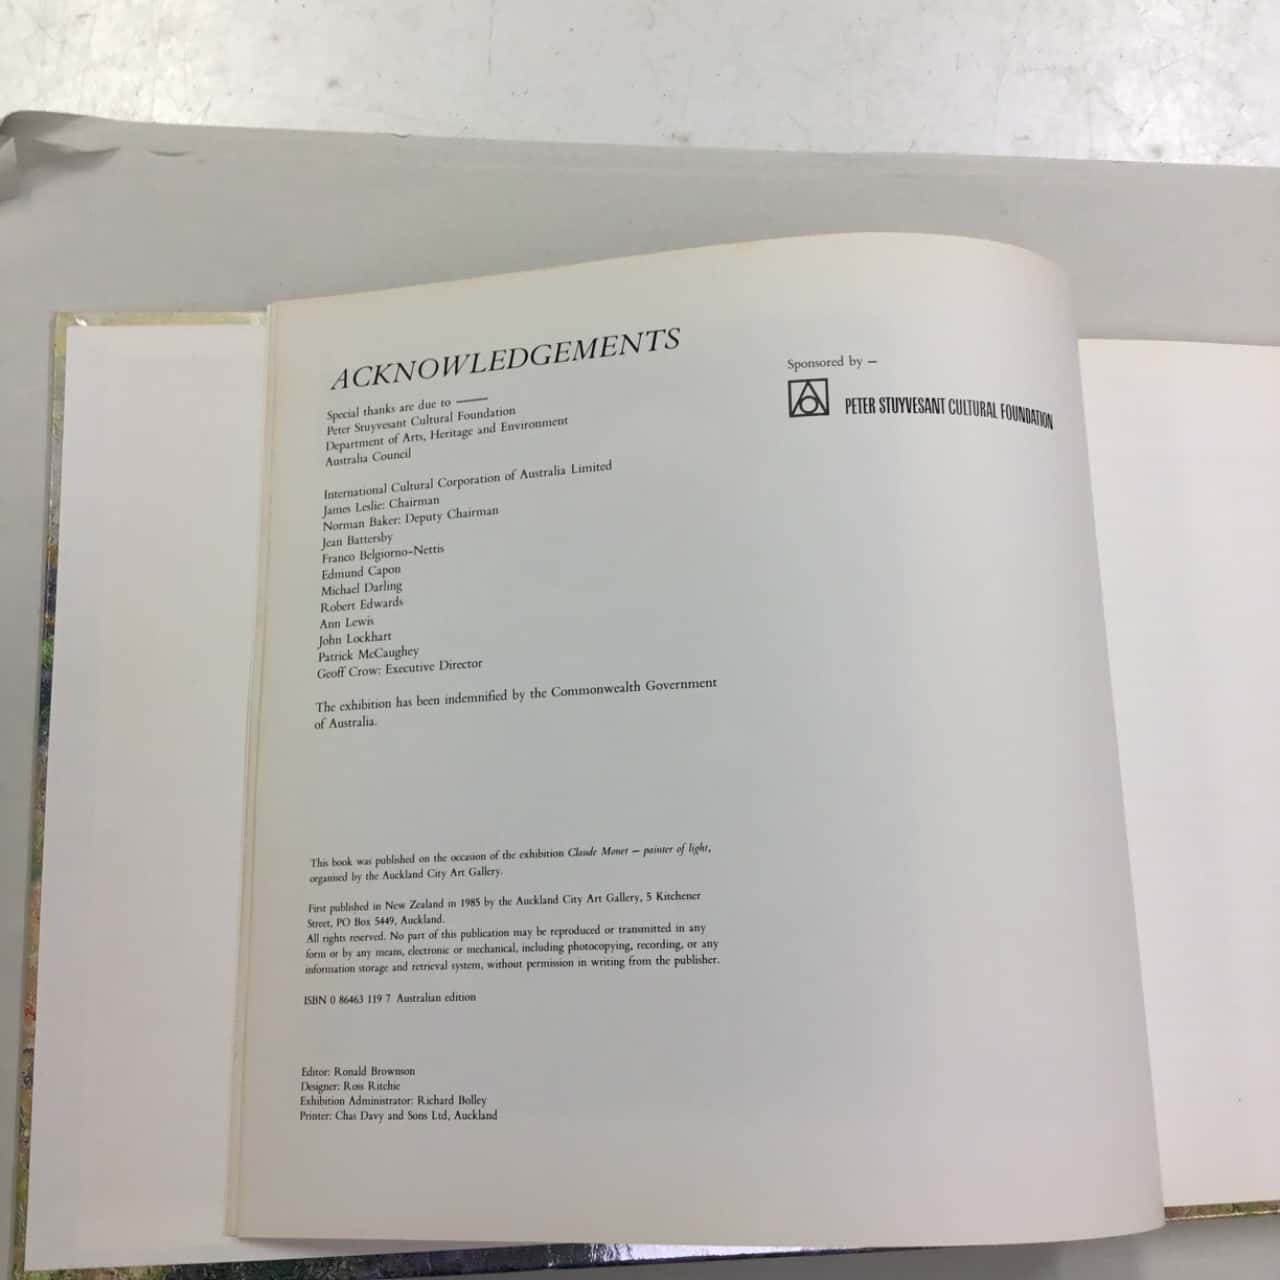 ACKNOWLEDGEMENTS
Special thanks are due to ——
Peter Stuyvesant Cultural Foundation
Department of Arts, Heritage and Environment
Australia Council
International Cultural Corporation of Australia Limited
James Leslie: Chairman
Norman Baker: Deputy Chairman
Jean Battersby
Franco Belgiorno-Nettis
Edmund Capon
Michael Darling
Robert Edwards
Ann Lewis
John Lockhart
Patrick McCaughey
Geoff Crow: Executive Director
The exhibition has been indemnified by the Commonwealth Government
of Australia.
This book was published on the occasion of the exhibition Claude Monet – painter of light,
organised by the Auckland City Art Gallery.
First published in New Zealand in 1985 by the Auckland City Art Gallery, 5 Kitchener
Street, PO Box 5449, Auckland.
All rights reserved. No part of this publication may be reproduced or transmitted in any
form or by any means, electronic or mechanical, including photocopying, recording, or any
information storage and retrieval system, without permission in writing from the publisher.
ISBN 0 86463 119 7 Australian edition
Editor: Ronald Brownson
Designer: Ross Ritchie
Exhibition Administrator: Richard Bolley
Printer: Chas Davy and Sons Ltd, Auckland
Sponsored by –
PETER STUYVESANT CULTURAL FOUNDATION